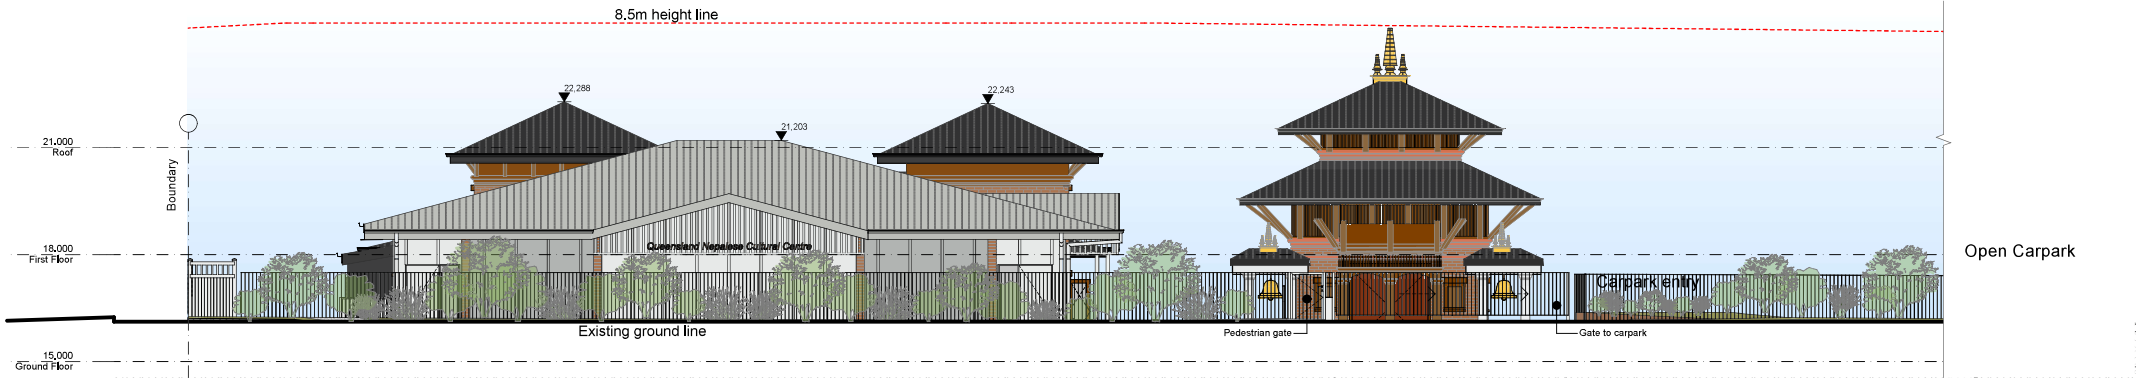 8.5m height line
22,288
22,243
21,203
21.000
Roof
Boundary
Queensland Nepalese Cultural Centre
18.000
First Floor
Open Carpark
Carpark entry
Existing ground line
Pedestrian gate
Gate to carpark
15.000
Ground Floor